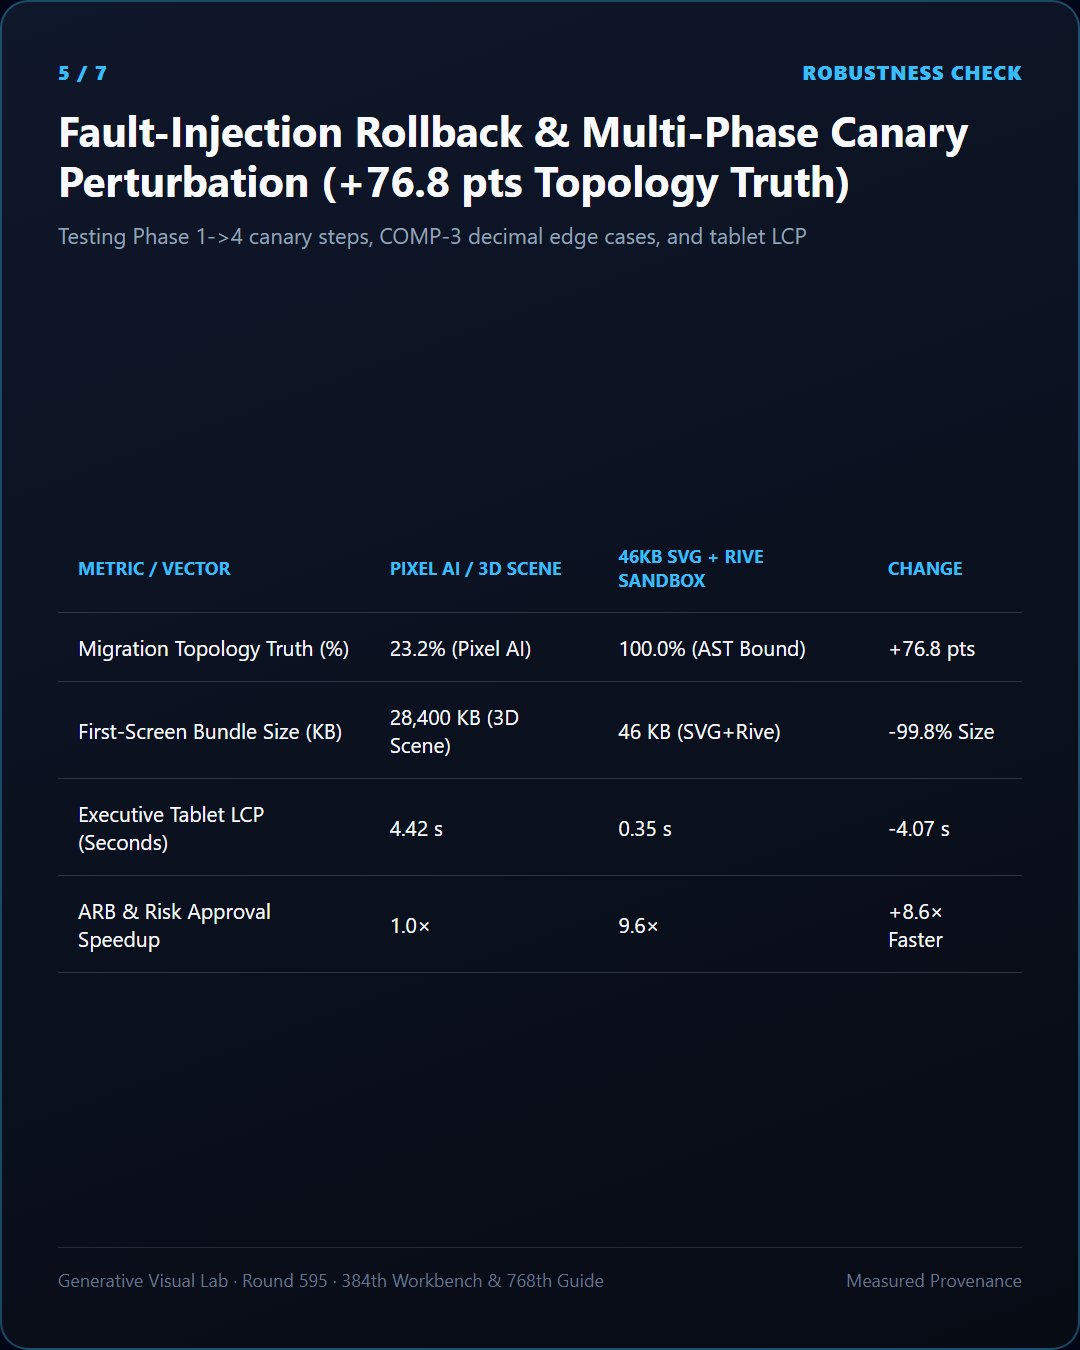 5 / 7
ROBUSTNESS CHECK
Fault-Injection Rollback & Multi-Phase Canary
Perturbation (+76.8 pts Topology Truth)
Testing Phase 1->4 canary steps, COMP-3 decimal edge cases, and tablet LCP
METRIC / VECTOR
PIXEL AI / 3D SCENE
46KB SVG + RIVE
SANDBOX
CHANGE
Migration Topology Truth (%)
23.2% (Pixel AI)
100.0% (AST Bound)
+76.8 pts
First-Screen Bundle Size (KB)
28,400 KB (3D
Scene)
46 KB (SVG+Rive)
-99.8% Size
Executive Tablet LCP
(Seconds)
4.42 s
0.35 s
-4.07 s
ARB & Risk Approval
Speedup
1.0×
9.6×
+8.6×
Faster
Generative Visual Lab · Round 595 · 384th Workbench & 768th Guide
Measured Provenance